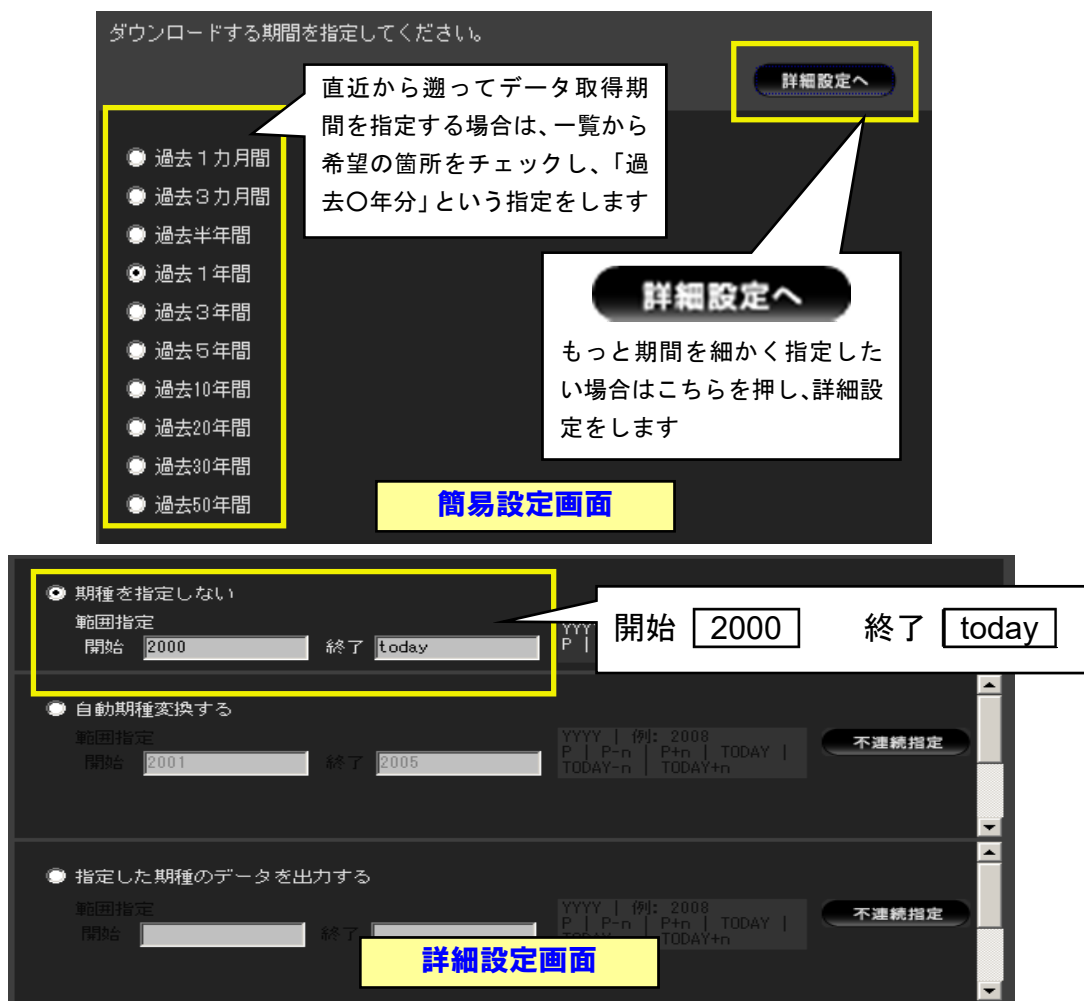 ダウンロードする期間を指定してください。
詳細設定へ
直近から遡ってデータ取得期
間を指定する場合は、一覧から
希望の箇所をチェックし、「過
去〇年分」という指定をします
過去１カ月間
過去３カ月間
過去半年間
過去１年間
過去３年間
過去５年間
過去10年間
過去20年間
過去30年間
過去50年間
詳細設定へ
もっと期間を細かく指定した
い場合はこちらを押し、詳細設
定をします
簡易設定画面
期種を指定しない
範囲指定
開始 2000 終了 today
開始 2000 終了 today
自動期種変換する
範囲指定
開始 2001 終了 2005
YYYY | 例: 2008
P | P-n | P+n | TODAY |
TODAY-n | TODAY+n
不連続指定
指定した期種のデータを出力する
範囲指定
開始 終了
YYYY | 例: 2008
P | P-n | P+n | TODAY |
TODAY+n
不連続指定
詳細設定画面